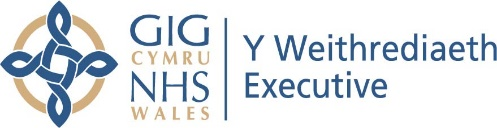 GIG
CYMRU
NHS
WALES
Y Weithrediaeth
Executive